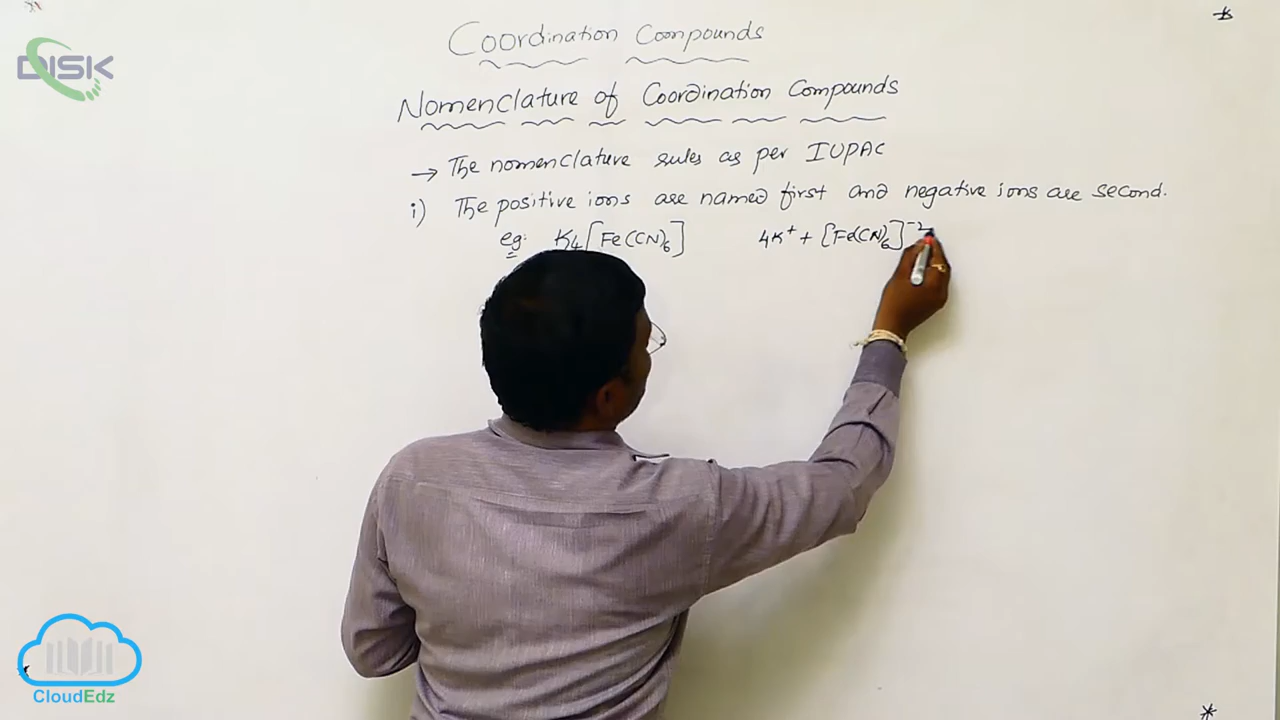 DISK
Coordination Compounds
Nomenclature of Coordination Compounds
→ The nomenclature rules as per IUPAC
i) The positive ions are named first and negative ions are second.
eg: K4[Fe(CN)6] 4K+ + [Fe(CN)6]
CloudEdz